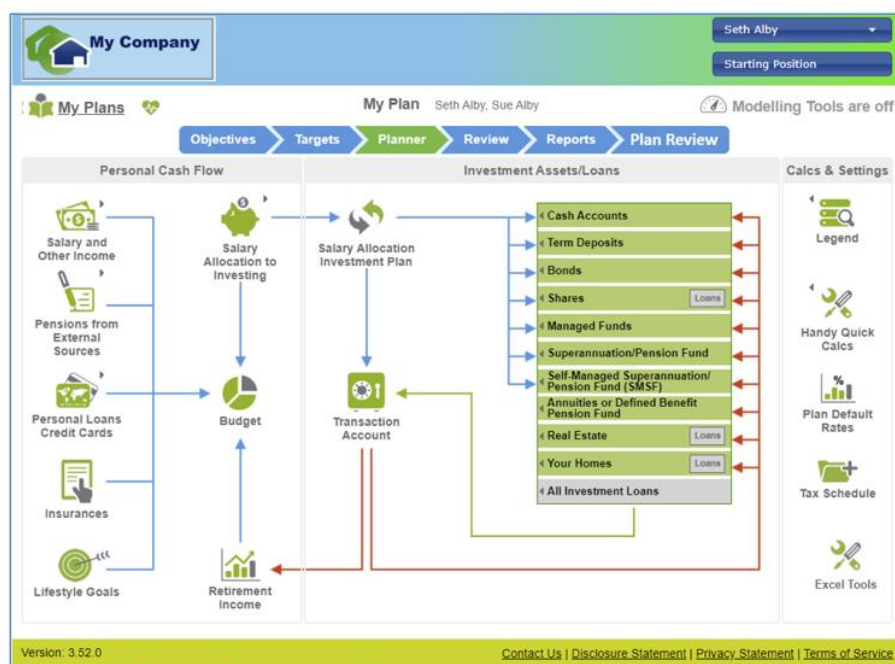 My Company
Seth Alby
Starting Position
My Plans
My Plan Seth Alby, Sue Alby
Modelling Tools are off
Objectives Targets Planner Review Reports Plan Review
Personal Cash Flow
Investment Assets/Loans
Calcs & Settings
Salary and
Other Income
Pensions from
External
Sources
Personal Loans
Credit Cards
Insurances
Lifestyle Goals
Salary
Allocation to
Investing
Budget
Retirement
Income
Salary Allocation
Investment Plan
Transaction
Account
Cash Accounts
Term Deposits
Bonds
Shares Loans
Managed Funds
Superannuation/Pension Fund
Self-Managed Superannuation/
Pension Fund (SMSF)
Annuities or Defined Benefit
Pension Fund
Real Estate Loans
Your Homes Loans
All Investment Loans
Legend
Handy Quick
Calcs
%
Plan Default
Rates
Tax Schedule
Excel Tools
Version: 3.52.0
Contact Us | Disclosure Statement | Privacy Statement | Terms of Service